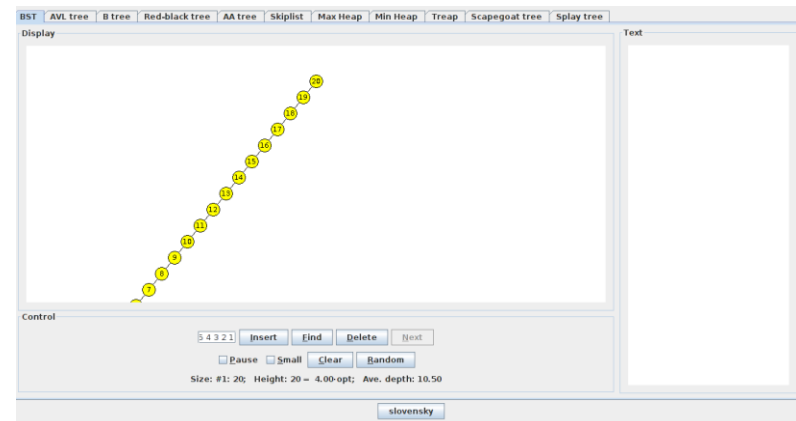 BST AVL tree B tree Red-black tree AA tree Skiplist Max Heap Min Heap Treap Scapegoat tree Splay tree
Display
Text
20
19
18
17
16
15
14
13
12
11
10
9
8
7
Control
5 4 3 2 1 Insert Find Delete Next
Pause Small Clear Random
Size: #1: 20; Height: 20 = 4.00·opt; Ave. depth: 10.50
slovensky